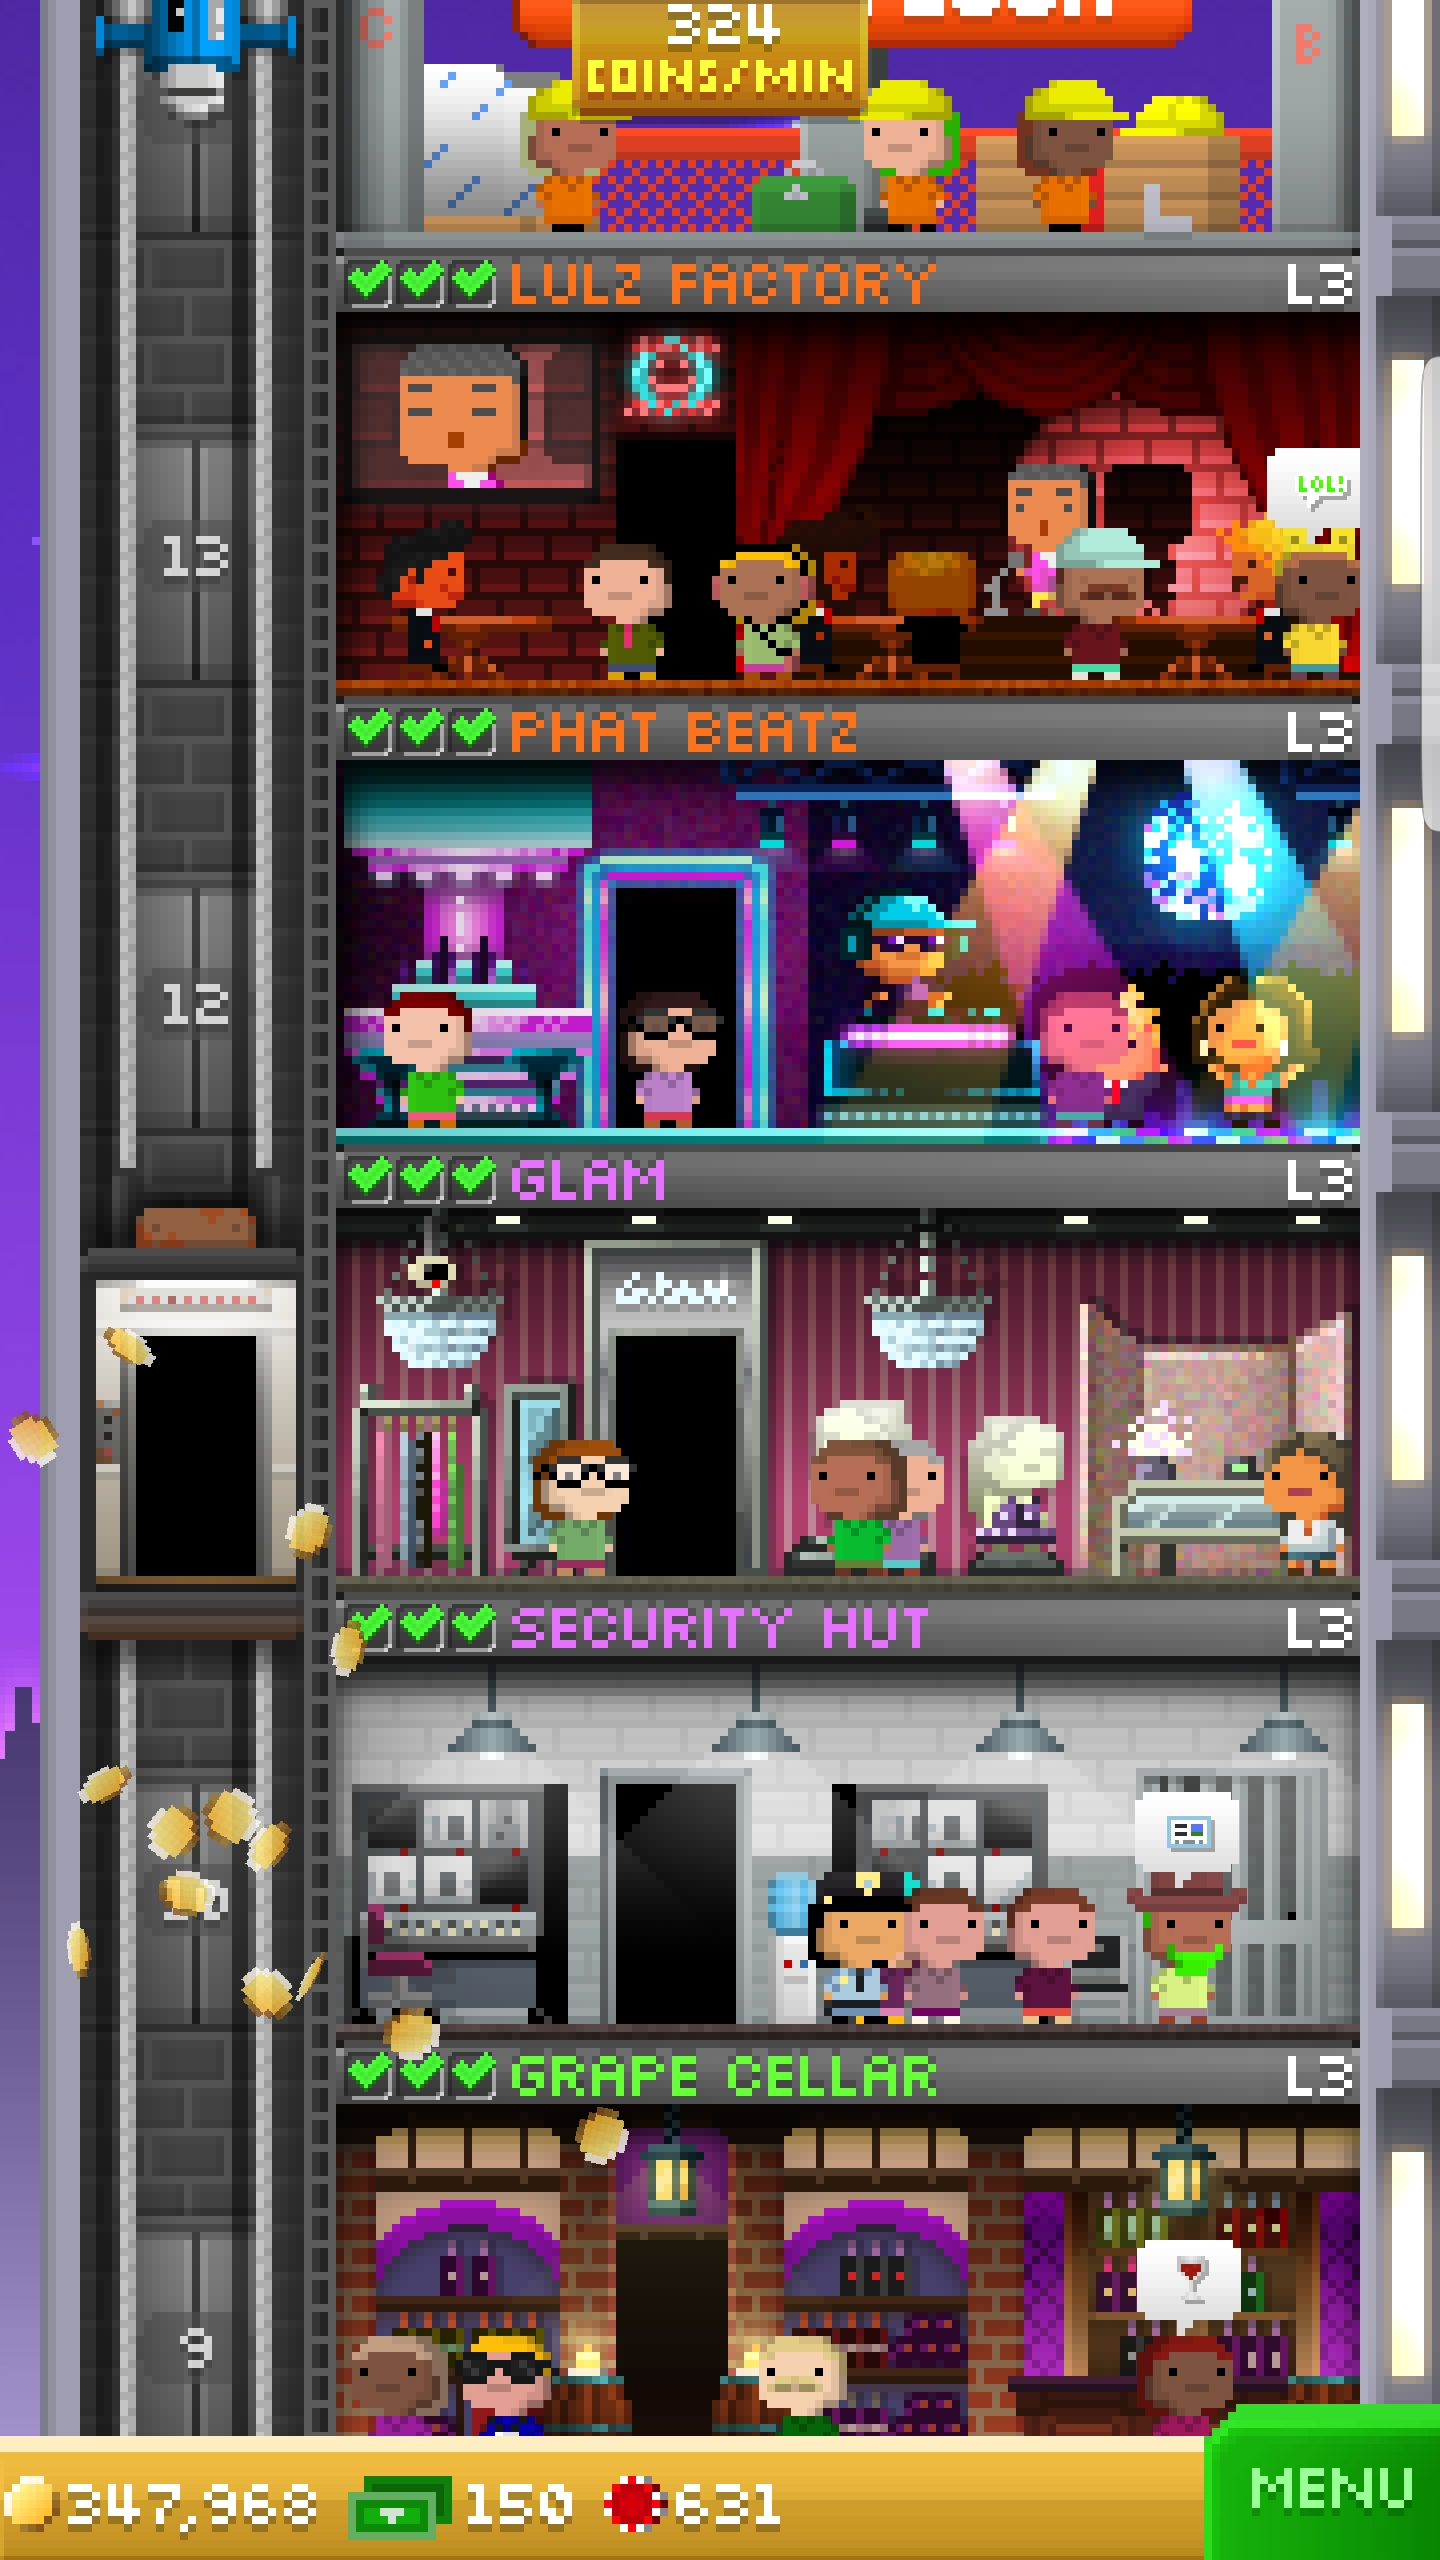 C
B
324
COINS/MIN
LULZ FACTORY
L3
LOL!
13
PHAT BEATZ
L3
12
GLAM
L3
Glam
SECURITY HUT
L3
GRAPE CELLAR
L3
9
347,968
150
631
MENU